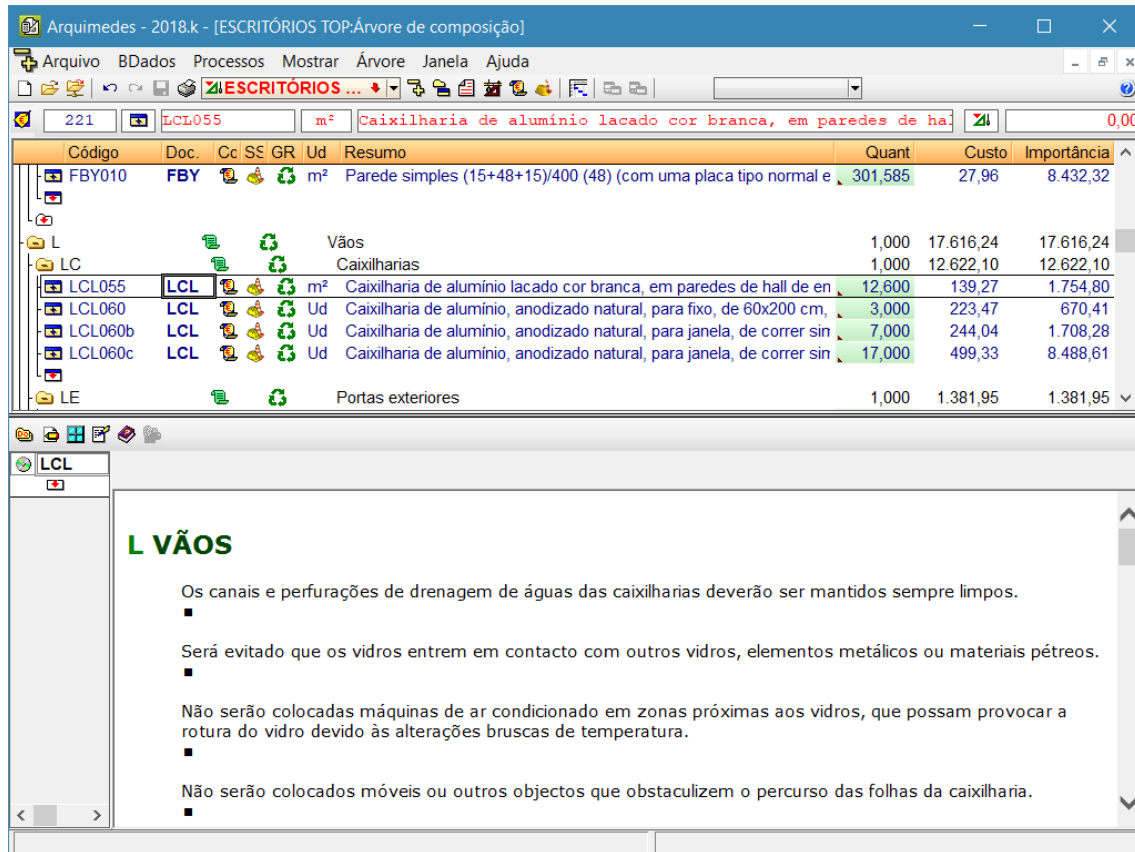 Arquimedes - 2018.k - [ESCRITÓRIOS TOP:Árvore de composição]
Arquivo BDados Processos Mostrar Árvore Janela Ajuda
ESCRITÓRIOS ...
221 LCL055 m² Caixilharia de alumínio lacado cor branca, em paredes de hal 0,00
Código Doc. Cc SS GR Ud Resumo Quant Custo Importância
FBY010 FBY m² Parede simples (15+48+15)/400 (48) (com uma placa tipo normal e 301,585 27,96 8.432,32
L Vãos 1,000 17.616,24 17.616,24
LC Caixilharias 1,000 12.622,10 12.622,10
LCL055 LCL m² Caixilharia de alumínio lacado cor branca, em paredes de hall de en 12,600 139,27 1.754,80
LCL060 LCL Ud Caixilharia de alumínio, anodizado natural, para fixo, de 60x200 cm, 3,000 223,47 670,41
LCL060b LCL Ud Caixilharia de alumínio, anodizado natural, para janela, de correr sim 7,000 244,04 1.708,28
LCL060c LCL Ud Caixilharia de alumínio, anodizado natural, para janela, de correr sim 17,000 499,33 8.488,61
LE Portas exteriores 1,000 1.381,95 1.381,95
LCL
L VÃOS
Os canais e perfurações de drenagem de águas das caixilharias deverão ser mantidos sempre limpos.
Será evitado que os vidros entrem em contacto com outros vidros, elementos metálicos ou materiais pétreos.
Não serão colocadas máquinas de ar condicionado em zonas próximas aos vidros, que possam provocar a
rotura do vidro devido às alterações bruscas de temperatura.
Não serão colocados móveis ou outros objectos que obstaculizem o percurso das folhas da caixilharia.